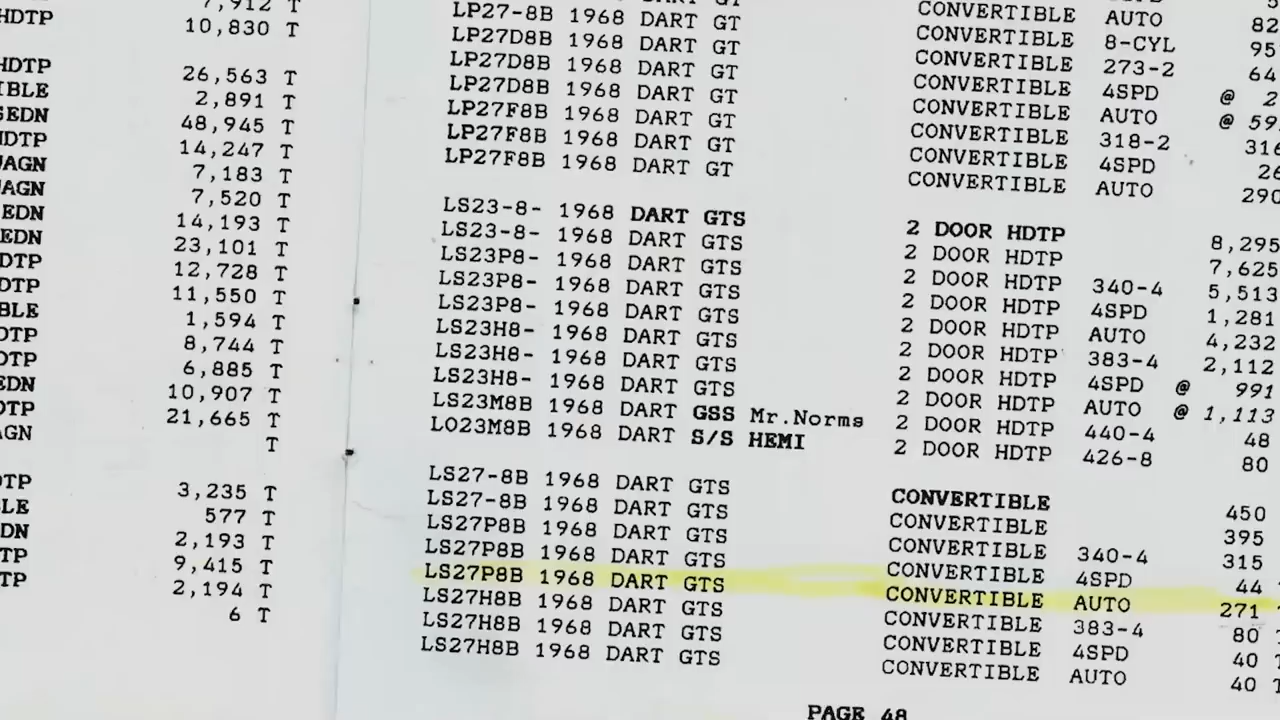 7,912 T
HDTP 10,830 T
HDTP 26,563 T
IBLE 2,891 T
SEDN 48,945 T
HDTP 14,247 T
WAGN 7,183 T
WAGN 7,520 T
EDN 14,193 T
EDN 23,101 T
DTP 12,728 T
DTP 11,550 T
BLE 1,594 T
DTP 8,744 T
DTP 6,885 T
EDN 10,907 T
DTP 21,665 T
AGN T
DTP 3,235 T
LE 577 T
DN 2,193 T
TP 9,415 T
TP 2,194 T
6 T
GT CONVERTIBLE AUTO 82
LP27-8B 1968 DART GT CONVERTIBLE 8-CYL 95
LP27D8B 1968 DART GT CONVERTIBLE 273-2 64
LP27D8B 1968 DART GT CONVERTIBLE 4SPD @ 2
LP27D8B 1968 DART GT CONVERTIBLE AUTO @ 59
LP27F8B 1968 DART GT CONVERTIBLE 318-2 316
LP27F8B 1968 DART GT CONVERTIBLE 4SPD 26
LP27F8B 1968 DART GT CONVERTIBLE AUTO 290
LS23-8- 1968 DART GTS 2 DOOR HDTP 8,295
LS23-8- 1968 DART GTS 2 DOOR HDTP 7,625
LS23P8- 1968 DART GTS 2 DOOR HDTP 340-4 5,513
LS23P8- 1968 DART GTS 2 DOOR HDTP 4SPD 1,281
LS23P8- 1968 DART GTS 2 DOOR HDTP AUTO 4,232
LS23H8- 1968 DART GTS 2 DOOR HDTP 383-4 2,112
LS23H8- 1968 DART GTS 2 DOOR HDTP 4SPD @ 991
LS23H8- 1968 DART GTS 2 DOOR HDTP AUTO @ 1,113
LS23M8B 1968 DART GSS Mr.Norms 2 DOOR HDTP 440-4 48
LO23M8B 1968 DART S/S HEMI 2 DOOR HDTP 426-8 80
LS27-8B 1968 DART GTS CONVERTIBLE 450
LS27-8B 1968 DART GTS CONVERTIBLE 395
LS27P8B 1968 DART GTS CONVERTIBLE 340-4 315
LS27P8B 1968 DART GTS CONVERTIBLE 4SPD 44
LS27P8B 1968 DART GTS CONVERTIBLE AUTO 271
LS27H8B 1968 DART GTS CONVERTIBLE 383-4 80 T
LS27H8B 1968 DART GTS CONVERTIBLE 4SPD 40 T
LS27H8B 1968 DART GTS CONVERTIBLE AUTO 40 T
PAGE 48